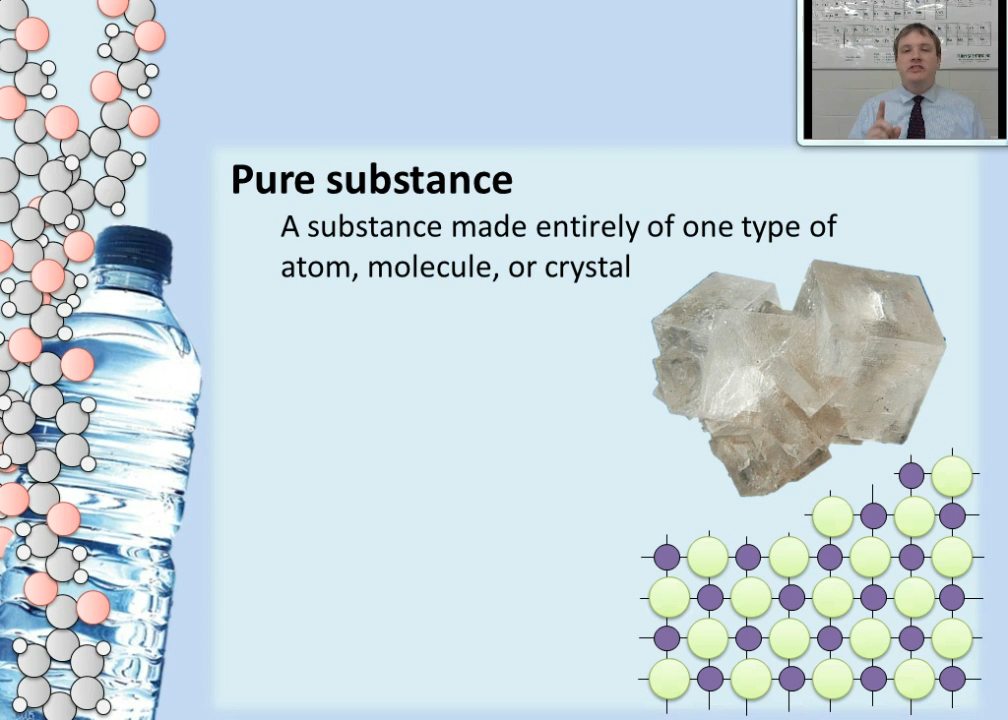 Pure substance
A substance made entirely of one type of
atom, molecule, or crystal